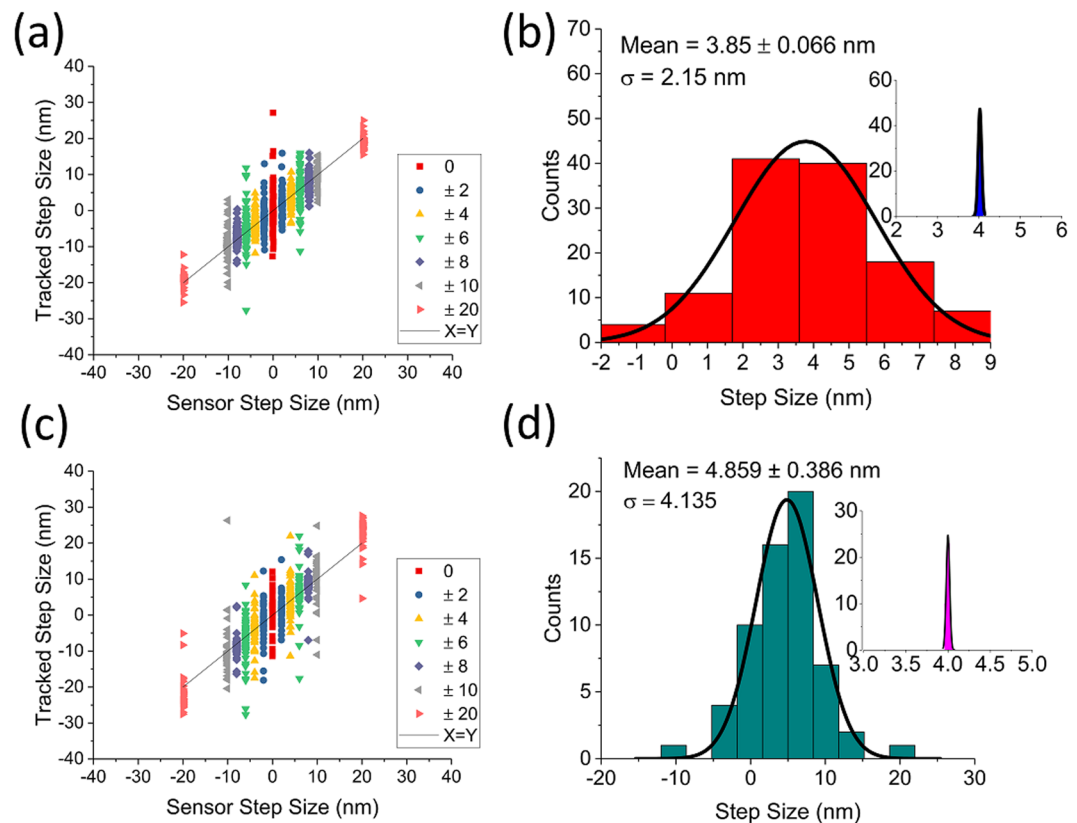 (a)
40
30
20
10
0
-10
-20
-30
-40
-40 -30 -20 -10 0 10 20 30 40
Tracked Step Size (nm)
Sensor Step Size (nm)
0
± 2
± 4
± 6
± 8
± 10
± 20
X=Y
(b)
Mean = 3.85 ± 0.066 nm
σ = 2.15 nm
70
60
50
40
30
20
10
0
-2 -1 0 1 2 3 4 5 6 7 8 9
Counts
Step Size (nm)
60
40
20
0
2 3 4 5 6
(c)
40
30
20
10
0
-10
-20
-30
-40
-40 -30 -20 -10 0 10 20 30 40
Tracked Step Size (nm)
Sensor Step Size (nm)
0
± 2
± 4
± 6
± 8
± 10
± 20
X=Y
(d)
Mean = 4.859 ± 0.386 nm
σ = 4.135
20
15
10
5
0
-20 -10 0 10 20 30
Counts
Step Size (nm)
30
20
10
0
3.0 3.5 4.0 4.5 5.0